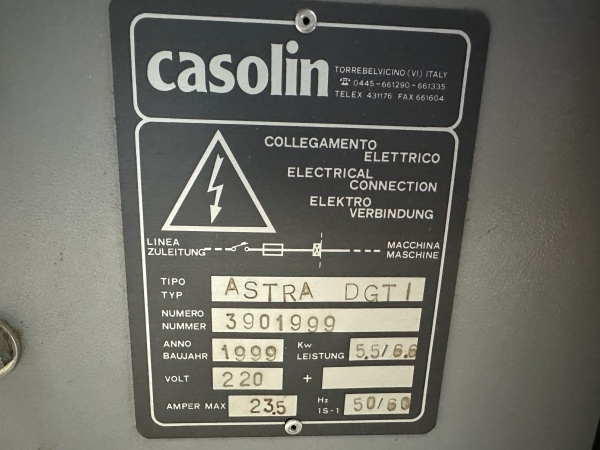 casolin
TORREBELVICINO (VI) ITALY
☎ 0445-661290-661335
TELEX 431176 FAX 661604
COLLEGAMENTO
ELETTRICO
ELECTRICAL
CONNECTION
ELEKTRO
VERBINDUNG
LINEA
ZULEITUNG
MACCHINA
MASCHINE
TIPO
TYP
ASTRA DGT1
NUMERO
NUMMER
3901999
ANNO
BAUJAHR
1999
Kw
LEISTUNG
5.5/6.6
VOLT 220 +
AMPER MAX 23.5
Hz
1S-1
50/60